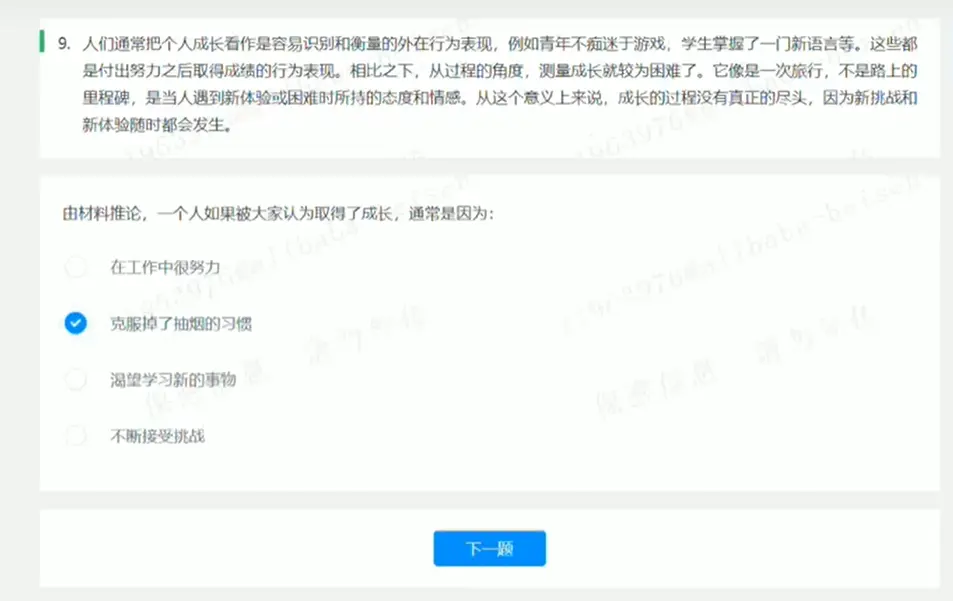 9. 人们通常把个人成长看作是容易识别和衡量的外在行为表现，例如青年不痴迷于游戏，学生掌握了一门新语言等。这些都
是付出努力之后取得成绩的行为表现。相比之下，从过程的角度，测量成长就较为困难了。它像是一次旅行，不是路上的
里程碑，是当人遇到新体验或困难时所持的态度和情感。从这个意义上来说，成长的过程没有真正的尽头，因为新挑战和
新体验随时都会发生。
由材料推论，一个人如果被大家认为取得了成长，通常是因为：
在工作中很努力
克服掉了抽烟的习惯
渴望学习新的事物
不断接受挑战
下一题